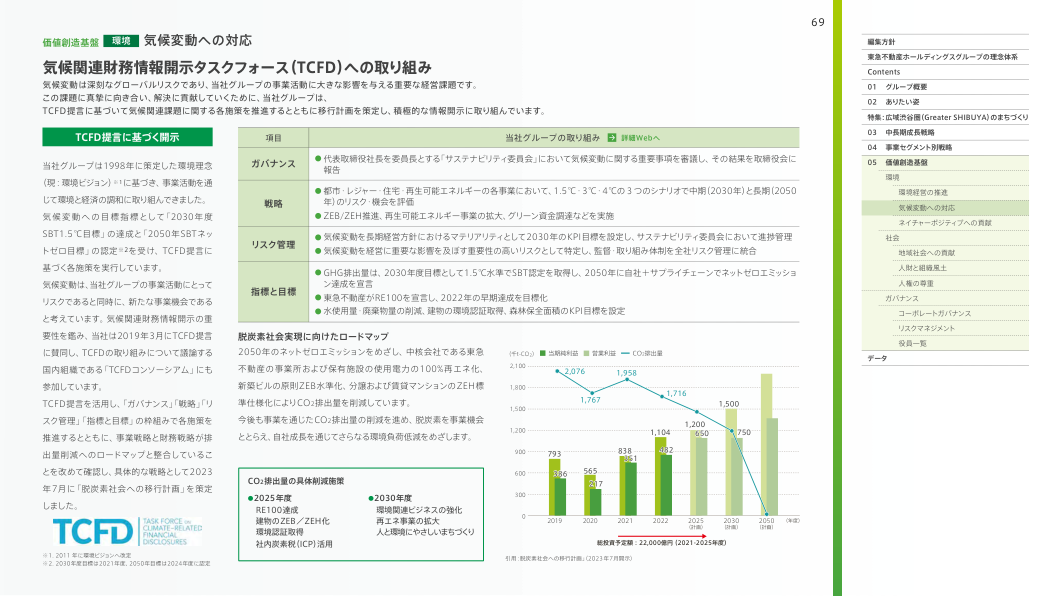 69
価値創造基盤 環境 気候変動への対応
気候関連財務情報開示タスクフォース（TCFD）への取り組み
気候変動は深刻なグローバルリスクであり、当社グループの事業活動に大きな影響を与える重要な経営課題です。
この課題に真摯に向き合い、解決に貢献していくために、当社グループは、
TCFD提言に基づいて気候関連課題に関する各施策を推進するとともに移行計画を策定し、積極的な情報開示に取り組んでいます。
TCFD提言に基づく開示
当社グループは1998年に策定した環境理念
（現：環境ビジョン）※1に基づき、事業活動を通
じて環境と経済の調和に取り組んできました。
気候変動への目標指標として「2030年度
SBT1.5℃目標」の達成と「2050年SBTネッ
トゼロ目標」の認定※2を受け、TCFD提言に
基づく各施策を実行しています。
気候変動は、当社グループの事業活動にとって
リスクであると同時に、新たな事業機会である
と考えています。気候関連財務情報開示の重
要性を鑑み、当社は2019年3月にTCFD提言
に賛同し、TCFDの取り組みについて議論する
国内組織である「TCFDコンソーシアム」にも
参加しています。
TCFD提言を活用し、「ガバナンス」「戦略」「リ
スク管理」「指標と目標」の枠組みで各施策を
推進するとともに、事業戦略と財務戦略が排
出量削減へのロードマップと整合しているこ
とを改めて確認し、具体的な戦略として2023
年7月に「脱炭素社会への移行計画」を策定
しました。
TCFD
TASK FORCE ON
CLIMATE-RELATED
FINANCIAL
DISCLOSURES
※1. 2011 年に環境ビジョンへ改定
※2. 2030年度目標は2021年度、2050年目標は2024年度に認定
項目 当社グループの取り組み 詳細Webへ
ガバナンス
●代表取締役社長を委員長とする「サステナビリティ委員会」において気候変動に関する重要事項を審議し、その結果を取締役会に
報告
戦略
●都市・レジャー・住宅・再生可能エネルギーの各事業において、1.5℃・3℃・4℃の3つのシナリオで中期（2030年）と長期（2050
年）のリスク・機会を評価
●ZEB/ZEH推進、再生可能エネルギー事業の拡大、グリーン資金調達などを実施
リスク管理
●気候変動を長期経営方針におけるマテリアリティとして2030年のKPI目標を設定し、サステナビリティ委員会において進捗管理
●気候変動を経営に重要な影響を及ぼす重要性の高いリスクとして特定し、監督・取り組み体制を全社リスク管理に統合
指標と目標
●GHG排出量は、2030年度目標として1.5℃水準でSBT認定を取得し、2050年に自社＋サプライチェーンでネットゼロエミッショ
ン達成を宣言
●東急不動産がRE100を宣言し、2022年の早期達成を目標化
●水使用量・廃棄物量の削減、建物の環境認証取得、森林保全面積のKPI目標を設定
脱炭素社会実現に向けたロードマップ
2050年のネットゼロエミッションをめざし、中核会社である東急
不動産の事業所および保有施設の使用電力の100%再エネ化、
新築ビルの原則ZEB水準化、分譲および賃貸マンションのZEH標
準仕様化によりCO₂排出量を削減しています。
今後も事業を通じたCO₂排出量の削減を進め、脱炭素を事業機会
ととらえ、自社成長を通じてさらなる環境負荷低減をめざします。
CO₂排出量の具体削減施策
●2025年度
RE100達成
建物のZEB／ZEH化
環境認証取得
社内炭素税（ICP）活用
●2030年度
環境関連ビジネスの強化
再エネ事業の拡大
人と環境にやさしいまちづくり
（千t-CO₂） 当期純利益 営業利益 CO₂排出量
2,100
1,800
1,500
1,200
900
600
300
0
2,076
1,767
1,958
1,716
793
386
565
217
838
351
1,104
482
1,200
650
1,500
750
2019 2020 2021 2022 2025 2030 2050 （年度）
（計画） （計画） （計画）
総投資予定額：22,000億円（2021-2025年度）
引用：脱炭素社会への移行計画」（2023年7月開示）
編集方針
東急不動産ホールディングスグループの理念体系
Contents
01 グループ概要
02 ありたい姿
特集：広域渋谷圏（Greater SHIBUYA）のまちづくり
03 中長期成長戦略
04 事業セグメント別戦略
05 価値創造基盤
環境
環境経営の推進
気候変動への対応
ネイチャーポジティブへの貢献
社会
地域社会への貢献
人財と組織風土
人権の尊重
ガバナンス
コーポレートガバナンス
リスクマネジメント
役員一覧
データ